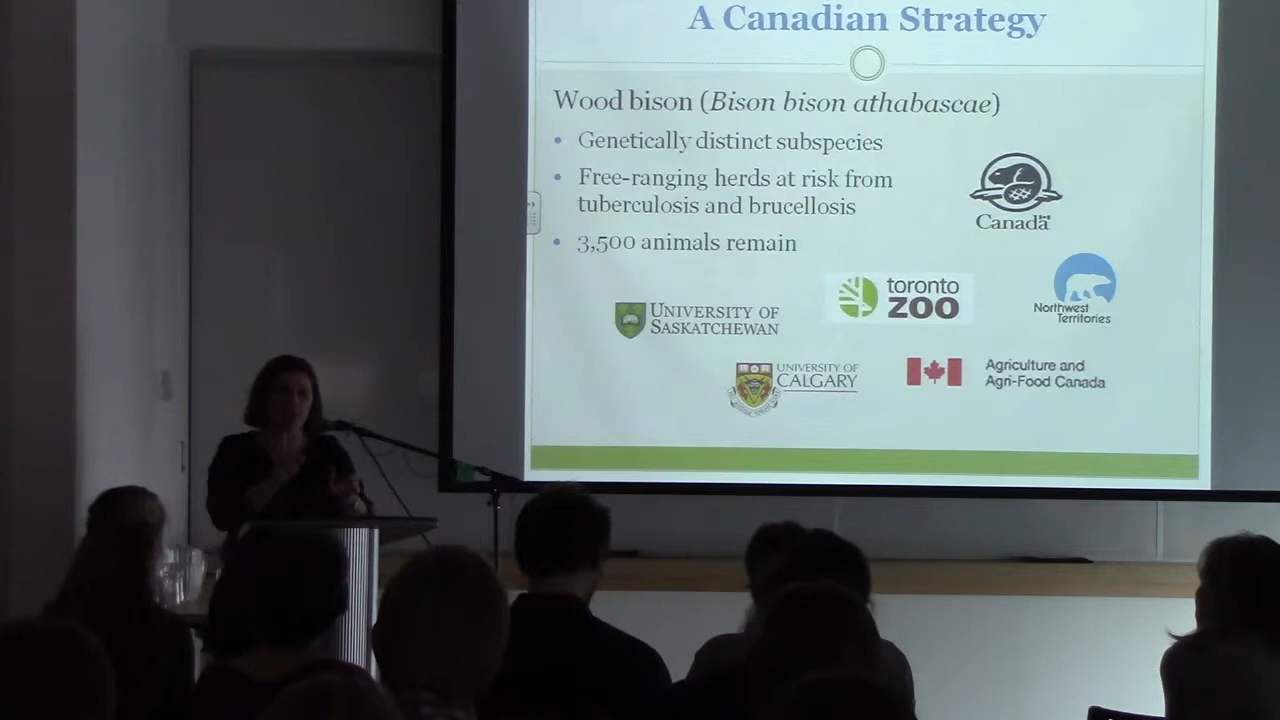 A Canadian Strategy
Wood bison (Bison bison athabascae)
• Genetically distinct subspecies
• Free-ranging herds at risk from
tuberculosis and brucellosis
• 3,500 animals remain
Canada
toronto
zoo
Northwest
Territories
UNIVERSITY OF
SASKATCHEWAN
UNIVERSITY OF
CALGARY
Agriculture and
Agri-Food Canada